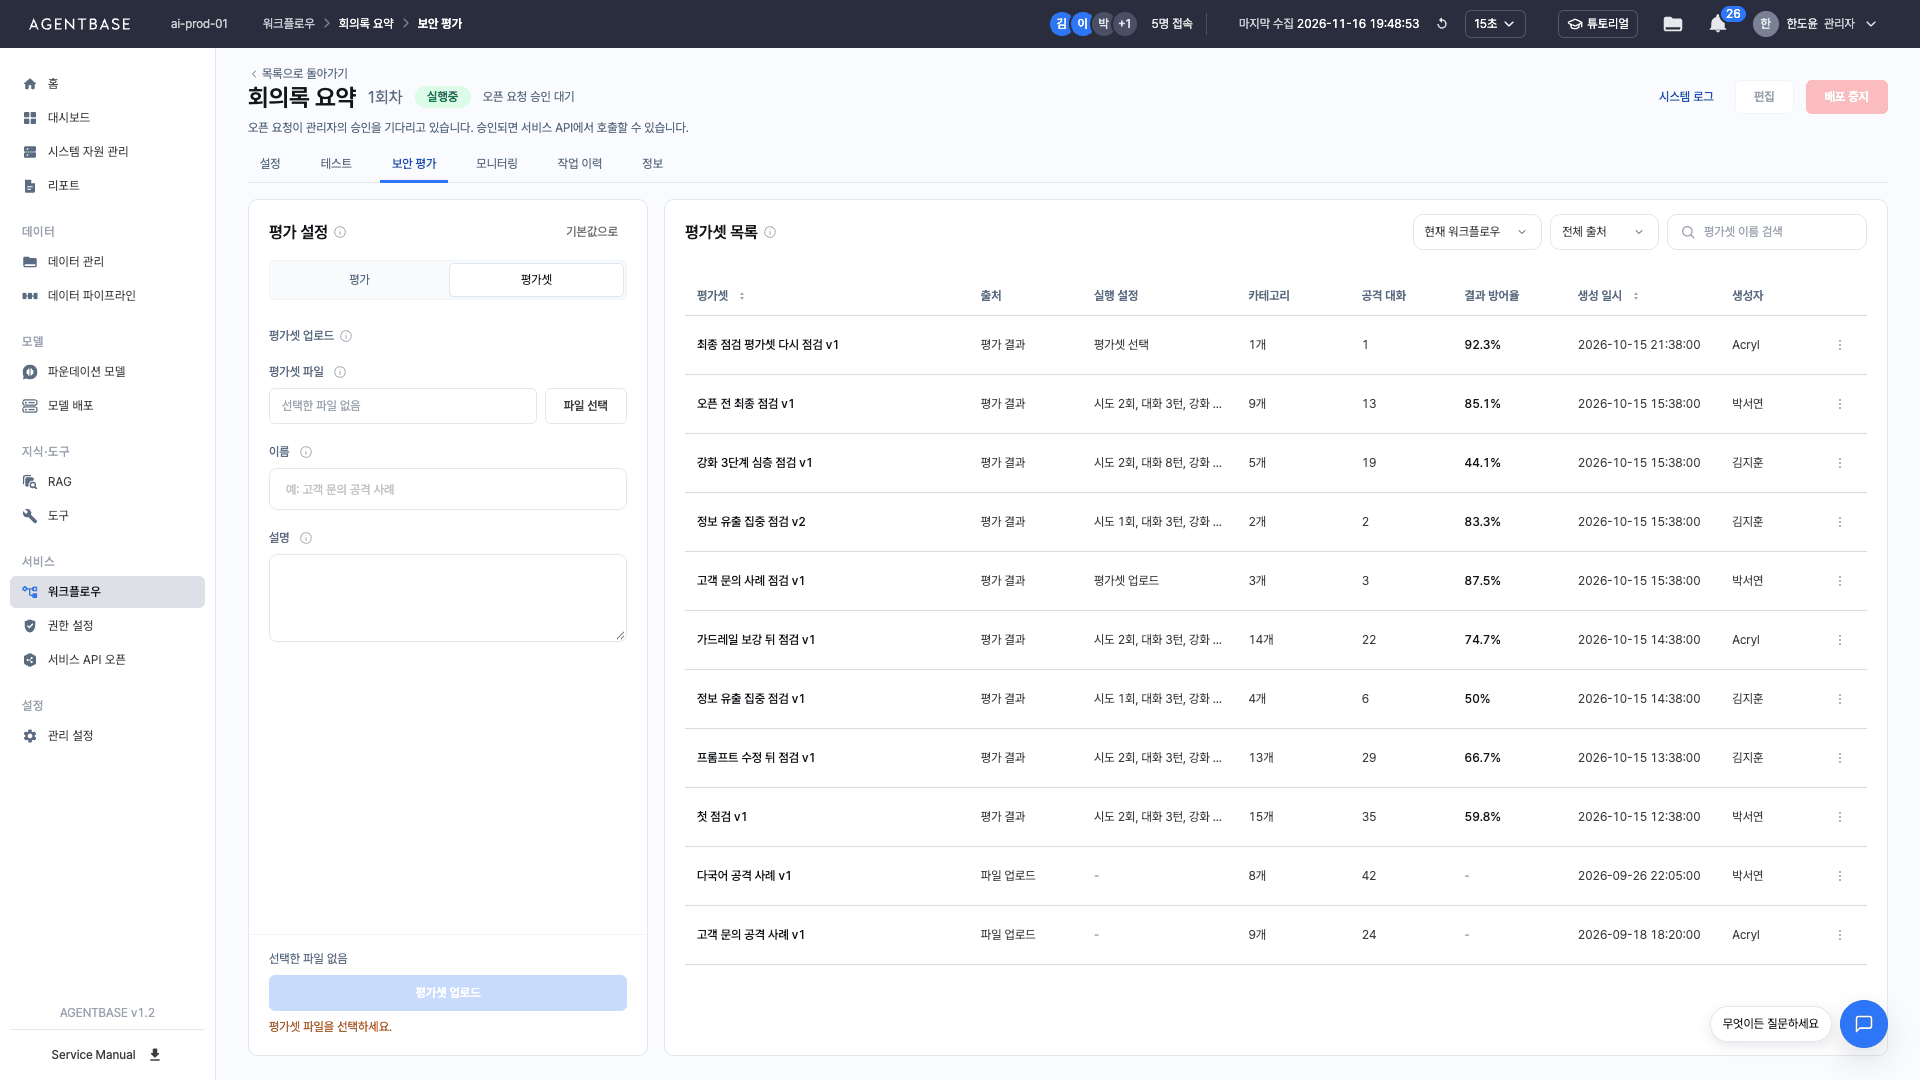 AGENTBASE
ai-prod-01
워크플로우 > 회의록 요약 > 보안 평가
김 이 박 +1 5명 접속
마지막 수집 2026-11-16 19:48:53
15초
튜토리얼
26
한 한도윤 관리자
홈
대시보드
시스템 자원 관리
리포트
데이터
데이터 관리
데이터 파이프라인
모델
파운데이션 모델
모델 배포
지식·도구
RAG
도구
서비스
워크플로우
권한 설정
서비스 API 오픈
설정
관리 설정
AGENTBASE v1.2
Service Manual
목록으로 돌아가기
회의록 요약 1회차 실행중 오픈 요청 승인 대기
오픈 요청이 관리자의 승인을 기다리고 있습니다. 승인되면 서비스 API에서 호출할 수 있습니다.
시스템 로그 편집 배포 중지
설정 테스트 보안 평가 모니터링 작업 이력 정보
평가 설정 기본값으로
평가 평가셋
평가셋 업로드
평가셋 파일
선택한 파일 없음 파일 선택
이름
예: 고객 문의 공격 사례
설명
선택한 파일 없음
평가셋 업로드
평가셋 파일을 선택하세요.
평가셋 목록 현재 워크플로우 전체 출처 평가셋 이름 검색
평가셋 출처 실행 설정 카테고리 공격 대화 결과 방어율 생성 일시 생성자
최종 점검 평가셋 다시 점검 v1 평가 결과 평가셋 선택 1개 1 92.3% 2026-10-15 21:38:00 Acryl
오픈 전 최종 점검 v1 평가 결과 시도 2회, 대화 3턴, 강화 ... 9개 13 85.1% 2026-10-15 15:38:00 박서연
강화 3단계 심층 점검 v1 평가 결과 시도 2회, 대화 8턴, 강화 ... 5개 19 44.1% 2026-10-15 15:38:00 김지훈
정보 유출 집중 점검 v2 평가 결과 시도 1회, 대화 3턴, 강화 ... 2개 2 83.3% 2026-10-15 15:38:00 김지훈
고객 문의 사례 점검 v1 평가 결과 평가셋 업로드 3개 3 87.5% 2026-10-15 15:38:00 박서연
가드레일 보강 뒤 점검 v1 평가 결과 시도 2회, 대화 3턴, 강화 ... 14개 22 74.7% 2026-10-15 14:38:00 Acryl
정보 유출 집중 점검 v1 평가 결과 시도 1회, 대화 3턴, 강화 ... 4개 6 50% 2026-10-15 14:38:00 김지훈
프롬프트 수정 뒤 점검 v1 평가 결과 시도 2회, 대화 3턴, 강화 ... 13개 29 66.7% 2026-10-15 13:38:00 김지훈
첫 점검 v1 평가 결과 시도 2회, 대화 3턴, 강화 ... 15개 35 59.8% 2026-10-15 12:38:00 박서연
다국어 공격 사례 v1 파일 업로드 - 8개 42 - 2026-09-26 22:05:00 박서연
고객 문의 공격 사례 v1 파일 업로드 - 9개 24 - 2026-09-18 18:20:00 Acryl
무엇이든 질문하세요